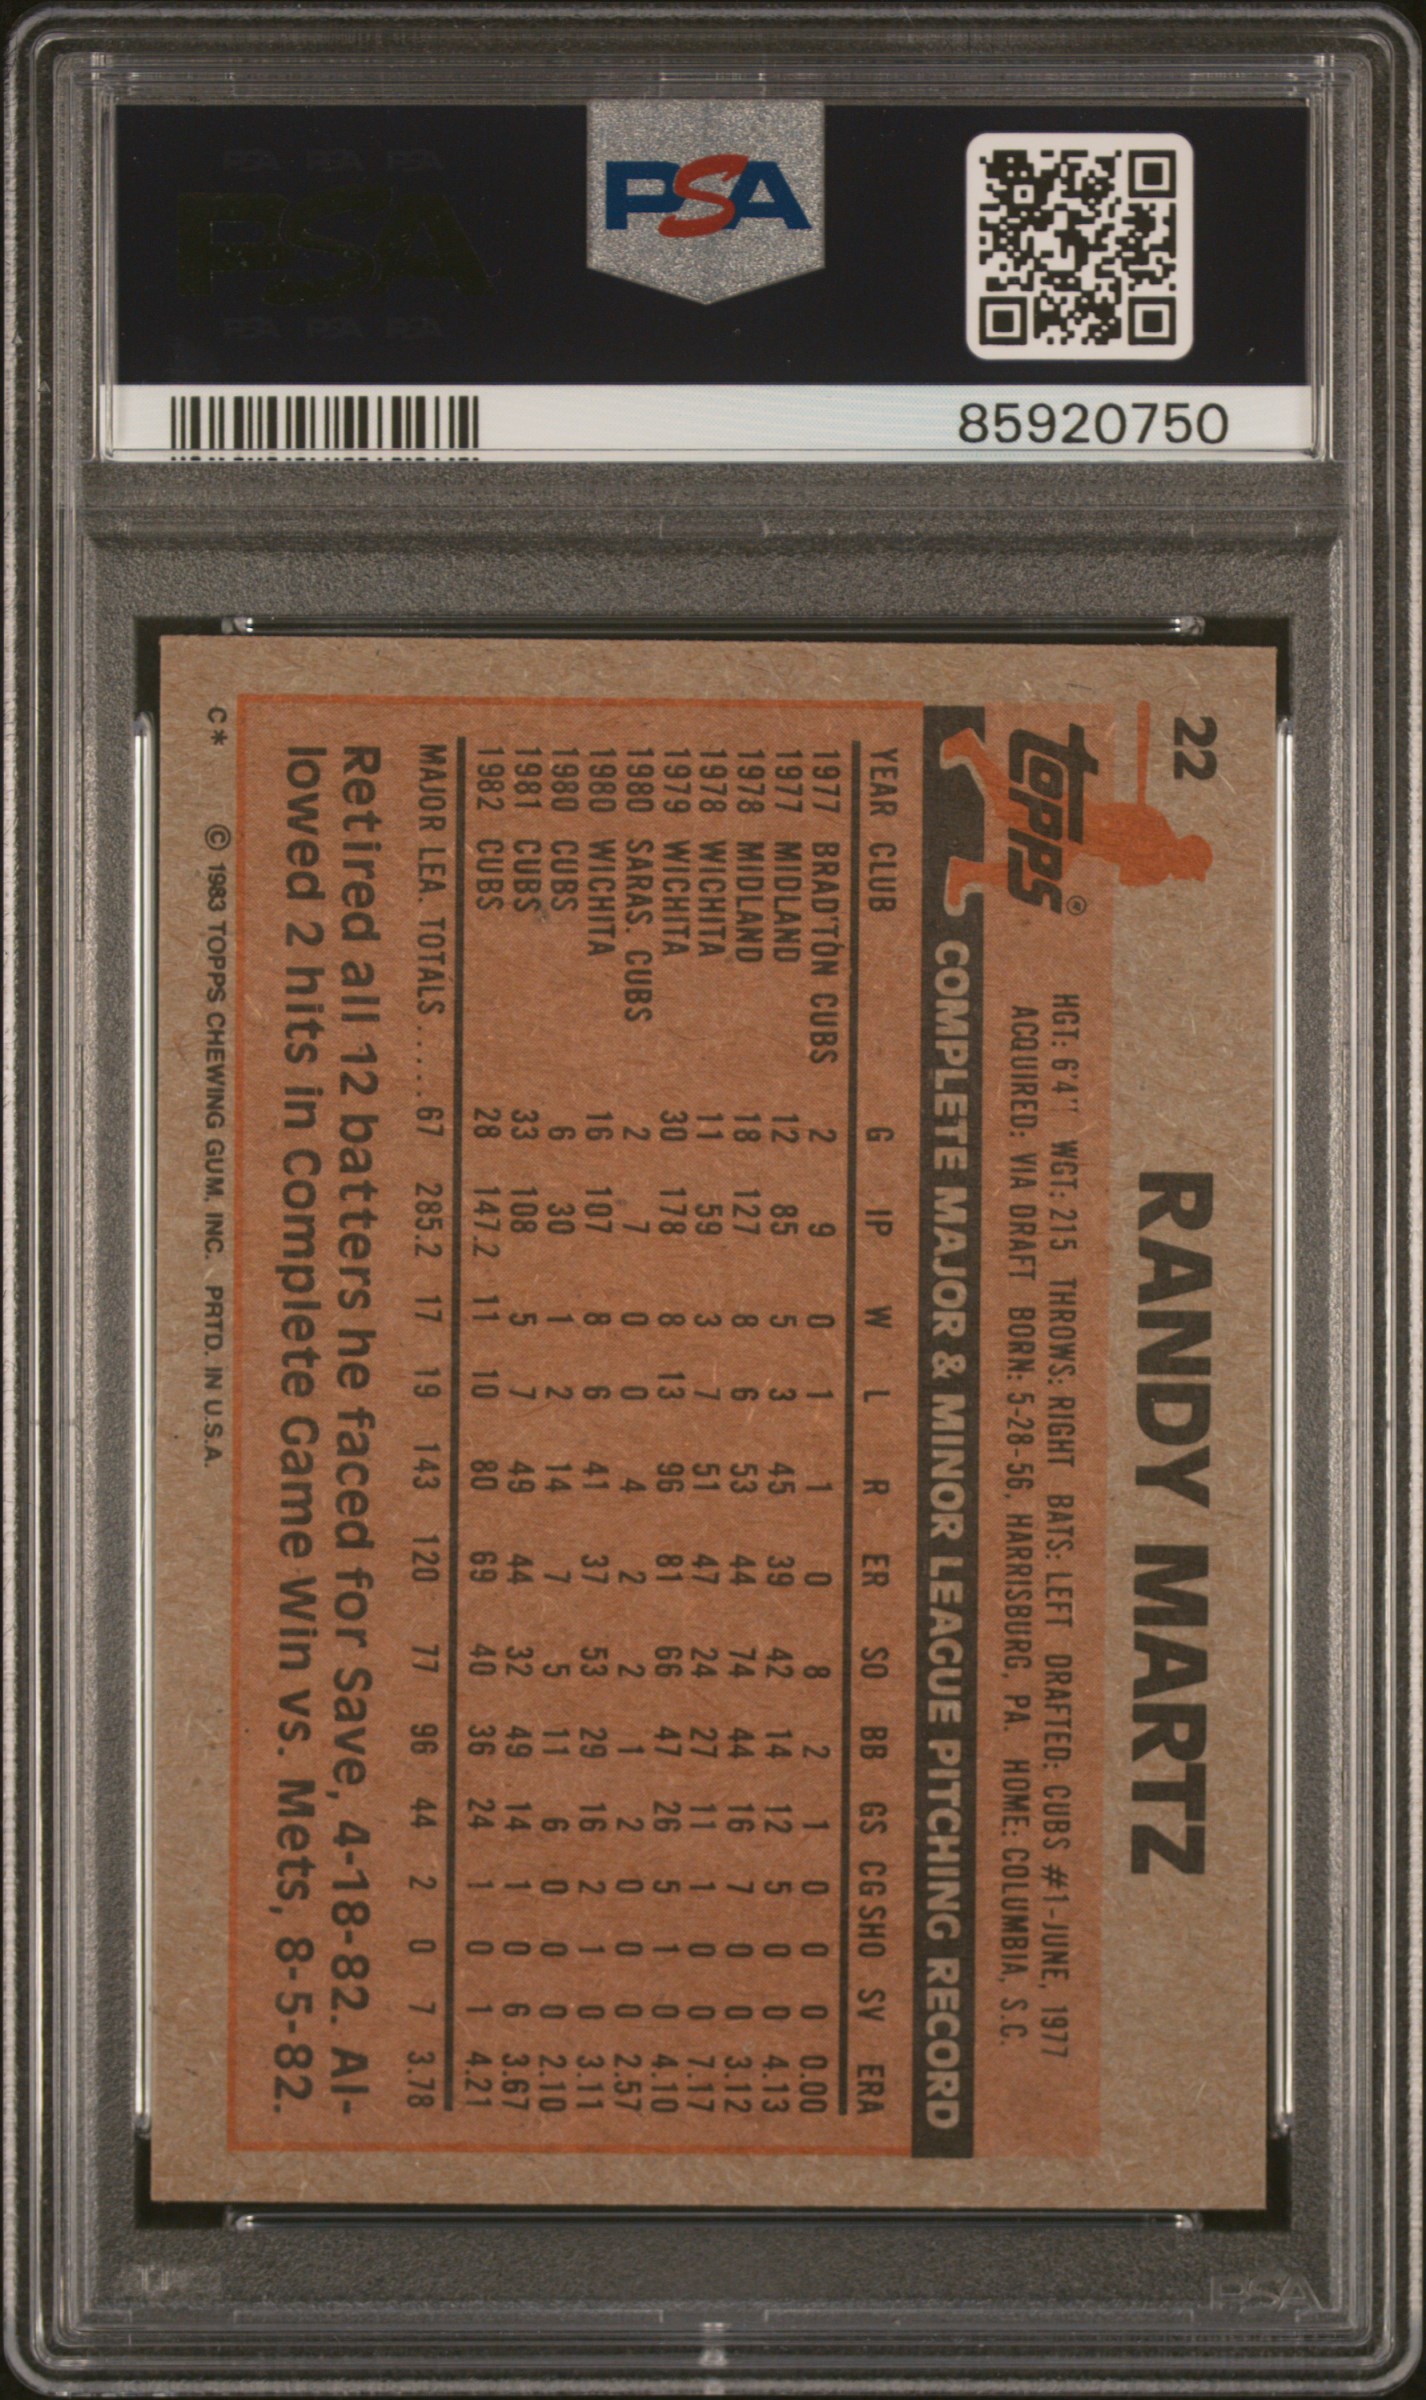 PSA PSA PSA
PSA
PSA PSA PSA
PSA
85920750
22
RANDY MARTZ
topps®
HGT: 6'4" WGT: 215 THROWS: RIGHT BATS: LEFT DRAFTED: CUBS #1-JUNE, 1977
ACQUIRED: VIA DRAFT BORN: 5-28-56, HARRISBURG, PA. HOME: COLUMBIA, S.C.
COMPLETE MAJOR & MINOR LEAGUE PITCHING RECORD
YEAR CLUB G IP W L R ER SO BB GS CG SHO SV ERA
1977 BRAD'TON CUBS 2 9 0 1 1 0 8 2 1 0 0 0 0.00
1977 MIDLAND 12 85 5 3 45 39 42 14 12 5 0 0 4.13
1978 MIDLAND 18 127 8 6 53 44 74 44 16 7 0 0 3.12
1978 WICHITA 11 59 3 7 51 47 24 27 11 1 0 0 7.17
1979 WICHITA 30 178 8 13 96 81 66 47 26 5 1 0 4.10
1980 SARAS. CUBS 2 7 0 0 4 2 2 1 2 0 0 0 2.57
1980 WICHITA 16 107 8 6 41 37 53 29 16 2 1 0 3.11
1980 CUBS 6 30 1 2 14 7 5 11 6 0 0 0 2.10
1981 CUBS 33 108 5 7 49 44 32 49 14 1 0 6 3.67
1982 CUBS 28 147.2 11 10 80 69 40 36 24 1 0 1 4.21
MAJOR LEA. TOTALS ..... 67 285.2 17 19 143 120 77 96 44 2 0 7 3.78
Retired all 12 batters he faced for Save, 4-18-82. Al-
lowed 2 hits in Complete Game Win vs. Mets, 8-5-82.
C* © 1983 TOPPS CHEWING GUM, INC. PRTD. IN U.S.A.
PSA